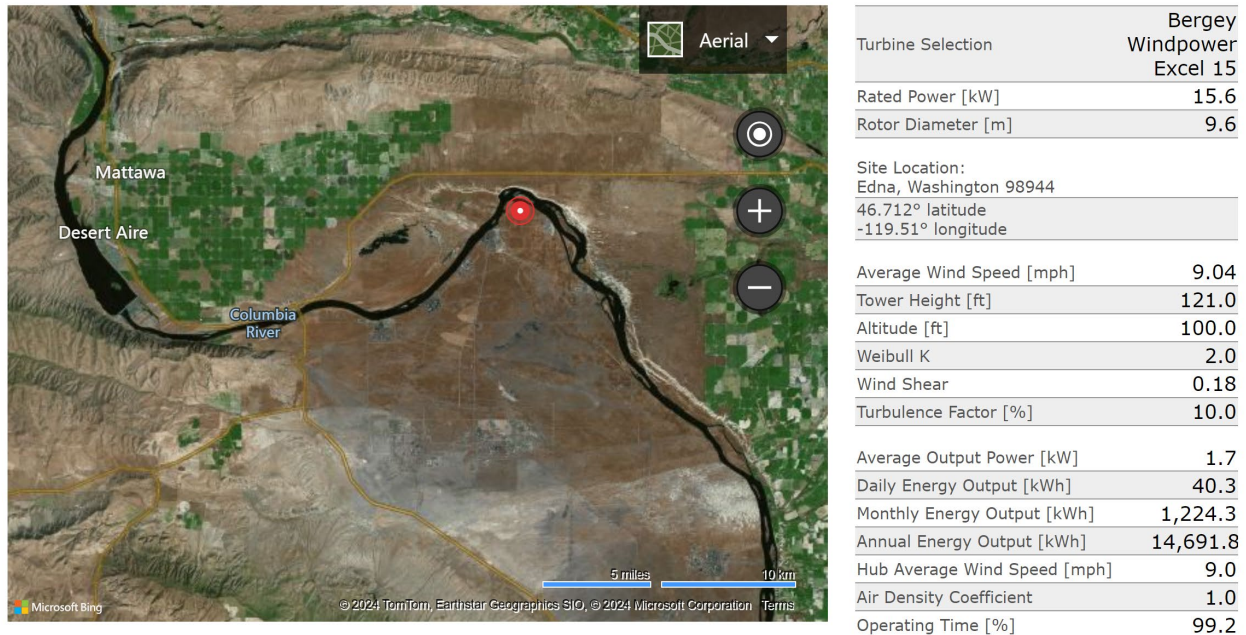 Aerial
Mattawa
Desert Aire
Columbia
River
5 miles
10 km
Microsoft Bing
© 2024 TomTom, Earthstar Geographics SIO, © 2024 Microsoft Corporation Terms
Turbine Selection Bergey
Windpower
Excel 15
Rated Power [kW] 15.6
Rotor Diameter [m] 9.6
Site Location:
Edna, Washington 98944
46.712° latitude
-119.51° longitude
Average Wind Speed [mph] 9.04
Tower Height [ft] 121.0
Altitude [ft] 100.0
Weibull K 2.0
Wind Shear 0.18
Turbulence Factor [%] 10.0
Average Output Power [kW] 1.7
Daily Energy Output [kWh] 40.3
Monthly Energy Output [kWh] 1,224.3
Annual Energy Output [kWh] 14,691.8
Hub Average Wind Speed [mph] 9.0
Air Density Coefficient 1.0
Operating Time [%] 99.2